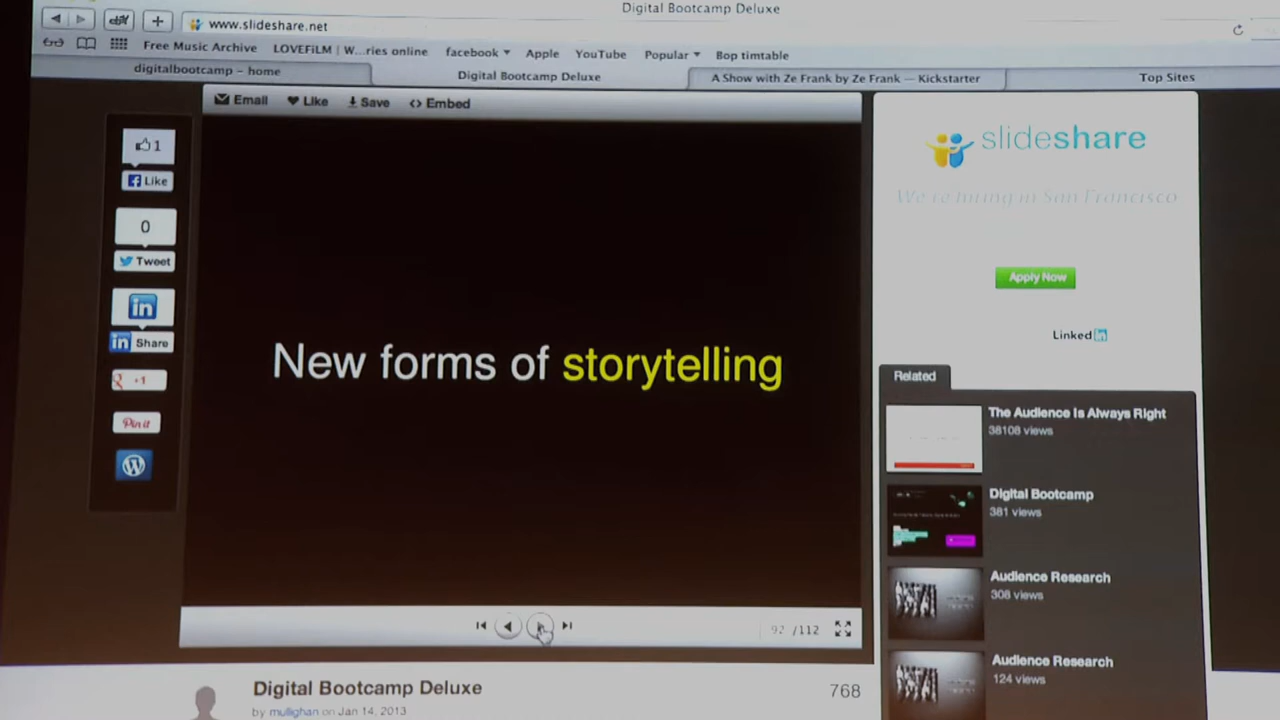 Digital Bootcamp Deluxe
www.slideshare.net
Free Music Archive LOVEFiLM | W...ries online facebook Apple YouTube Popular Bop timtable
digitalbootcamp – home Digital Bootcamp Deluxe A Show with Ze Frank by Ze Frank — Kickstarter Top Sites
Email Like Save Embed
1
Like
0
Tweet
in
in Share
+1
Pin it
New forms of storytelling
92 /112
Digital Bootcamp Deluxe
768
by mulighan on Jan 14, 2013
slideshare
We're hiring in San Francisco
Apply Now
Linked in
Related
The Audience Is Always Right
38108 views
Digital Bootcamp
381 views
Audience Research
308 views
Audience Research
124 views